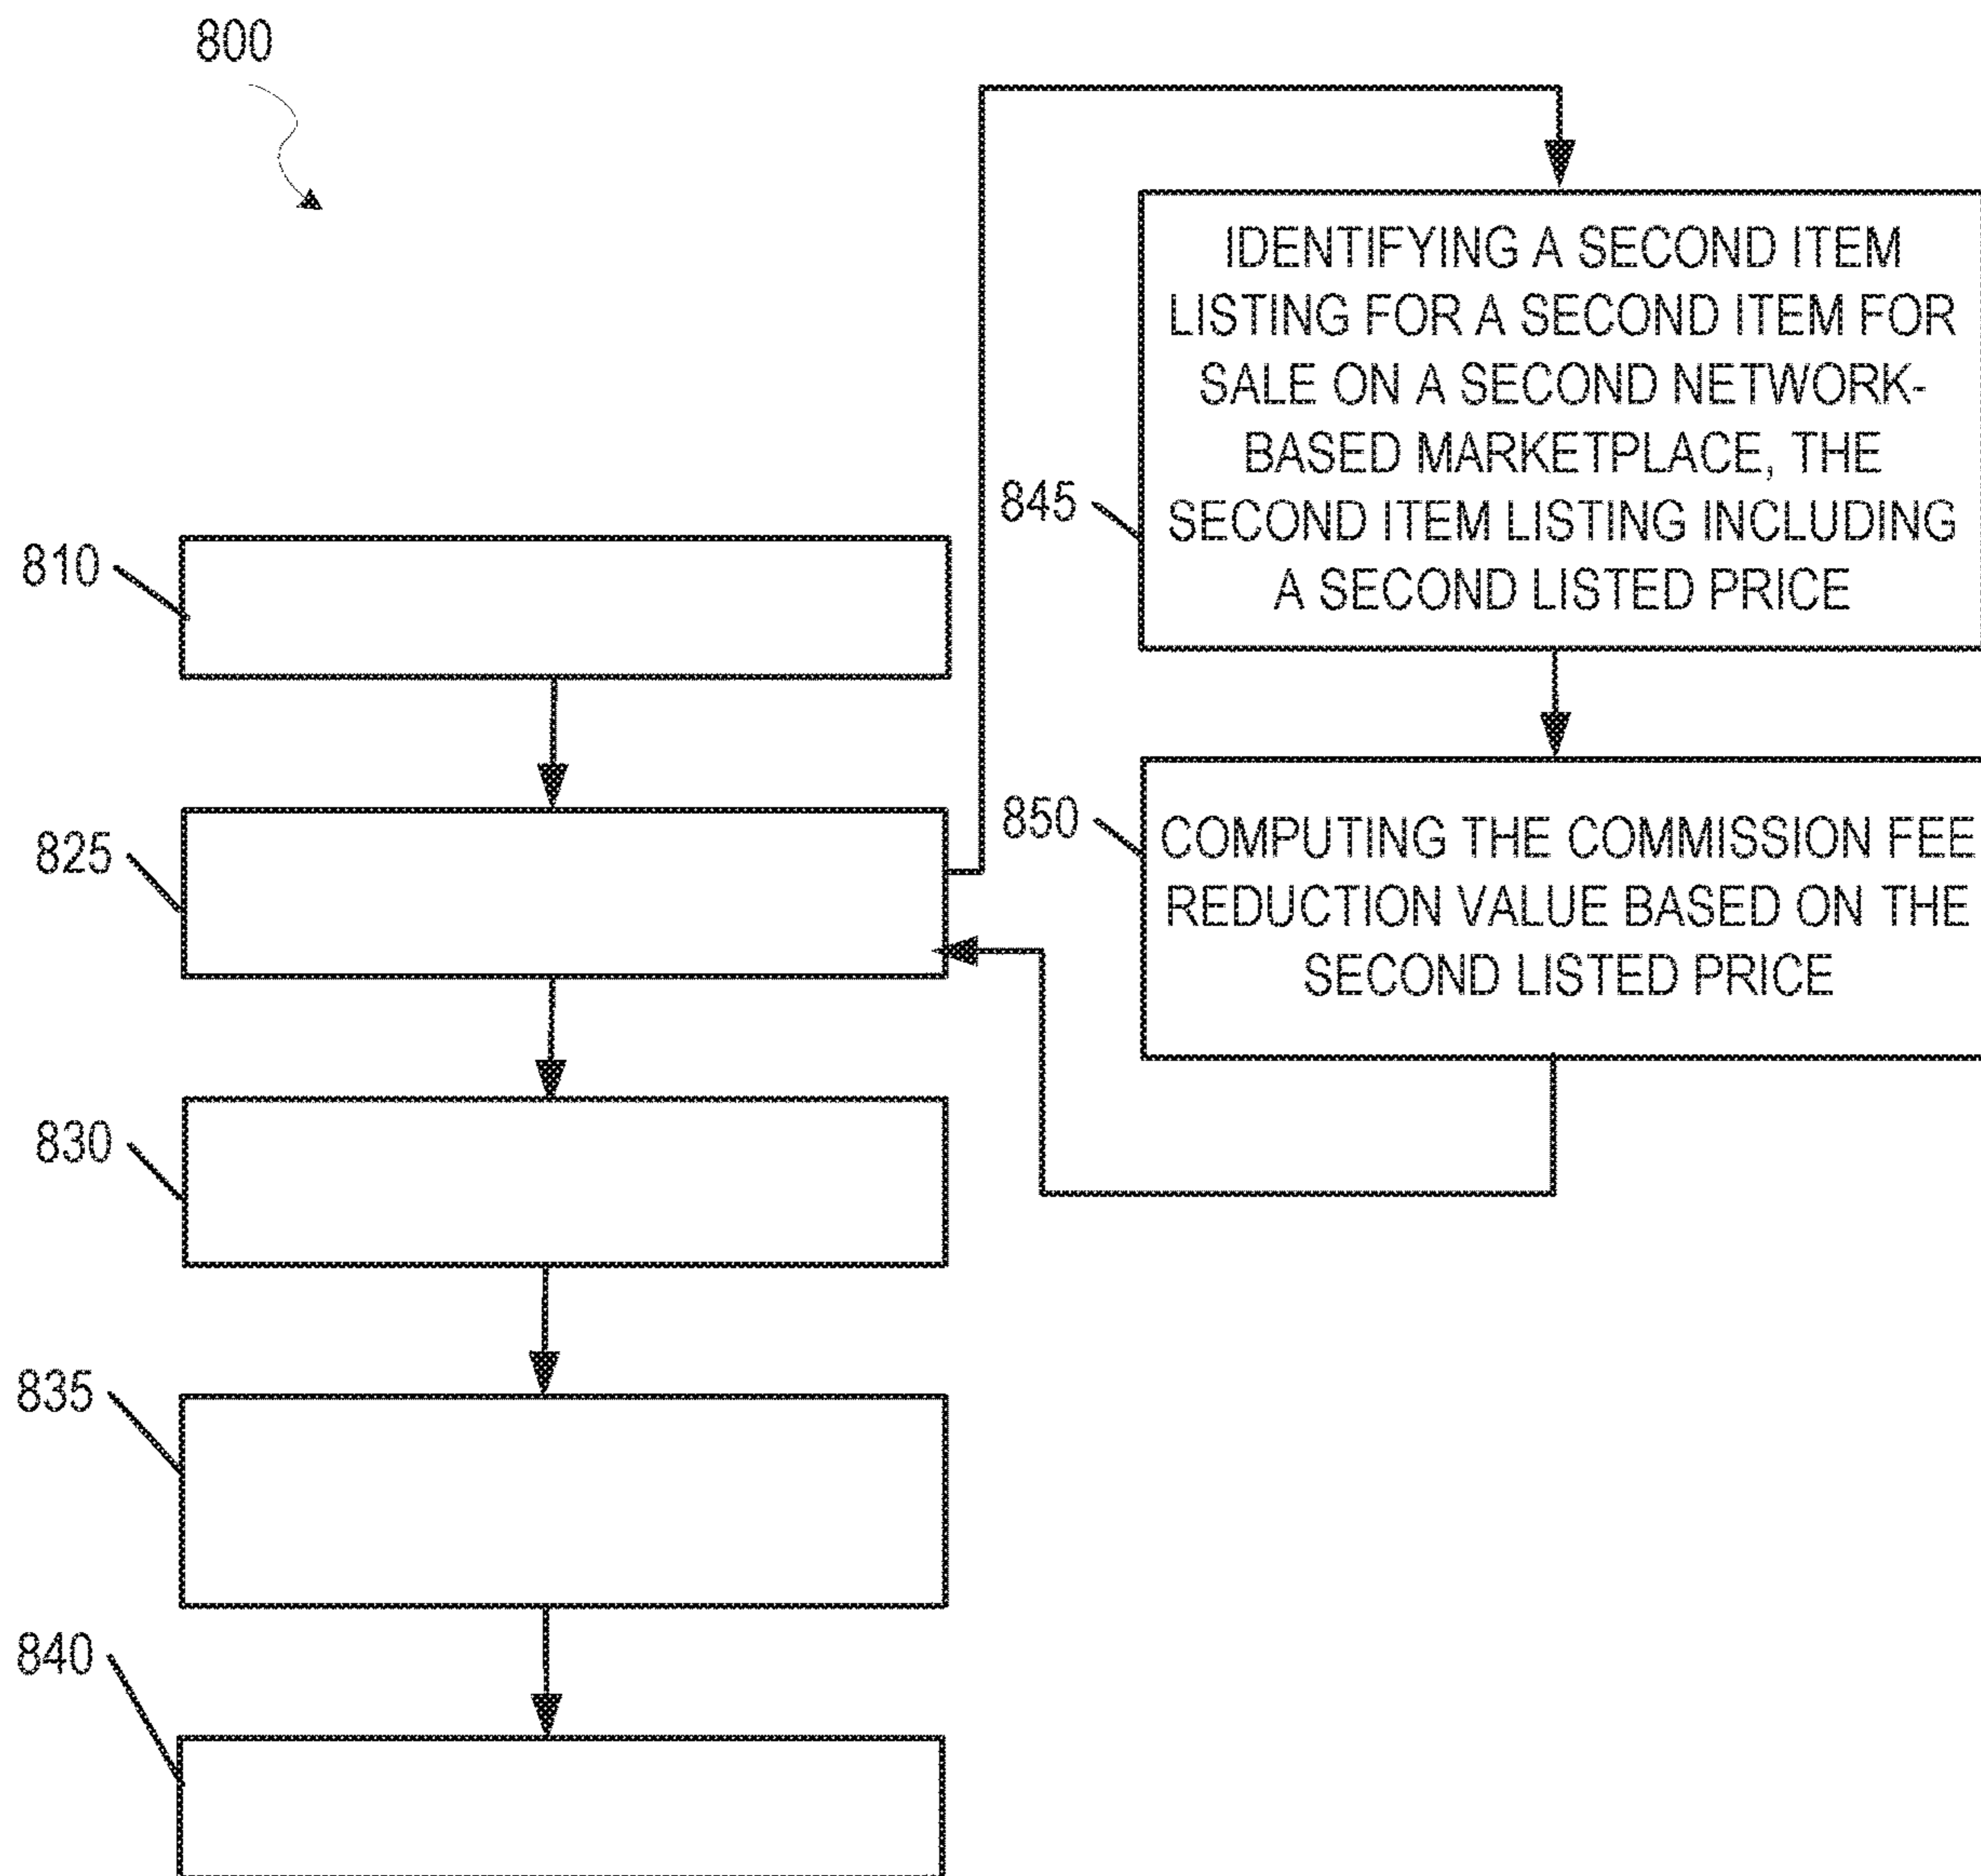 800
IDENTIFYING A SECOND ITEM
LISTING FOR A SECOND ITEM FOR
SALE ON A SECOND NETWORK-
BASED MARKETPLACE, THE
SECOND ITEM LISTING INCLUDING
A SECOND LISTED PRICE
845
810
825
850
COMPUTING THE COMMISSION FEE
REDUCTION VALUE BASED ON THE
SECOND LISTED PRICE
830
835
840